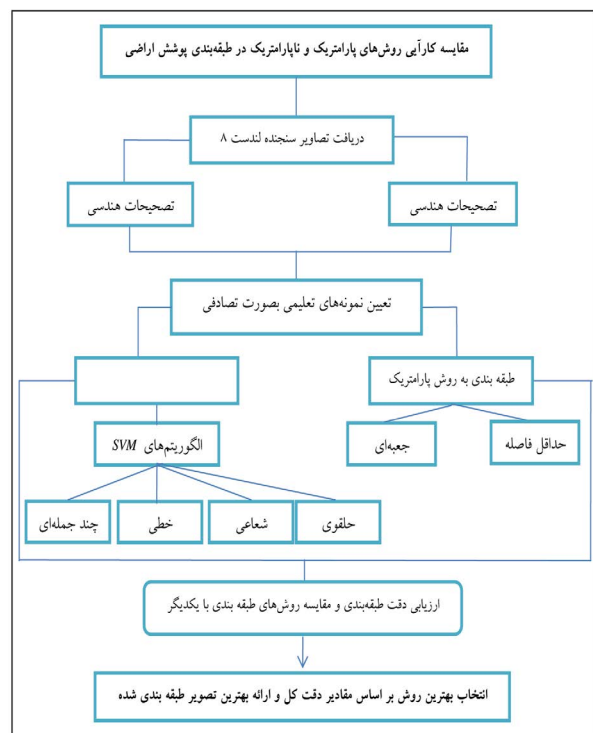 مقایسه کارآیی روش‌های پارامتریک و ناپارامتریک در طبقه‌بندی پوشش اراضی
دریافت تصاویر سنجنده لندست ۸
تصحیحات هندسی
تصحیحات هندسی
تعیین نمونه‌های تعلیمی بصورت تصادفی
طبقه بندی به روش پارامتریک
حداقل فاصله
جعبه‌ای
الگوریتم‌های SVM
حلقوی
شعاعی
خطی
چند جمله‌ای
ارزیابی دقت طبقه‌بندی و مقایسه روش‌های طبقه بندی با یکدیگر
انتخاب بهترین روش بر اساس مقادیر دقت کل و ارائه بهترین تصویر طبقه بندی شده